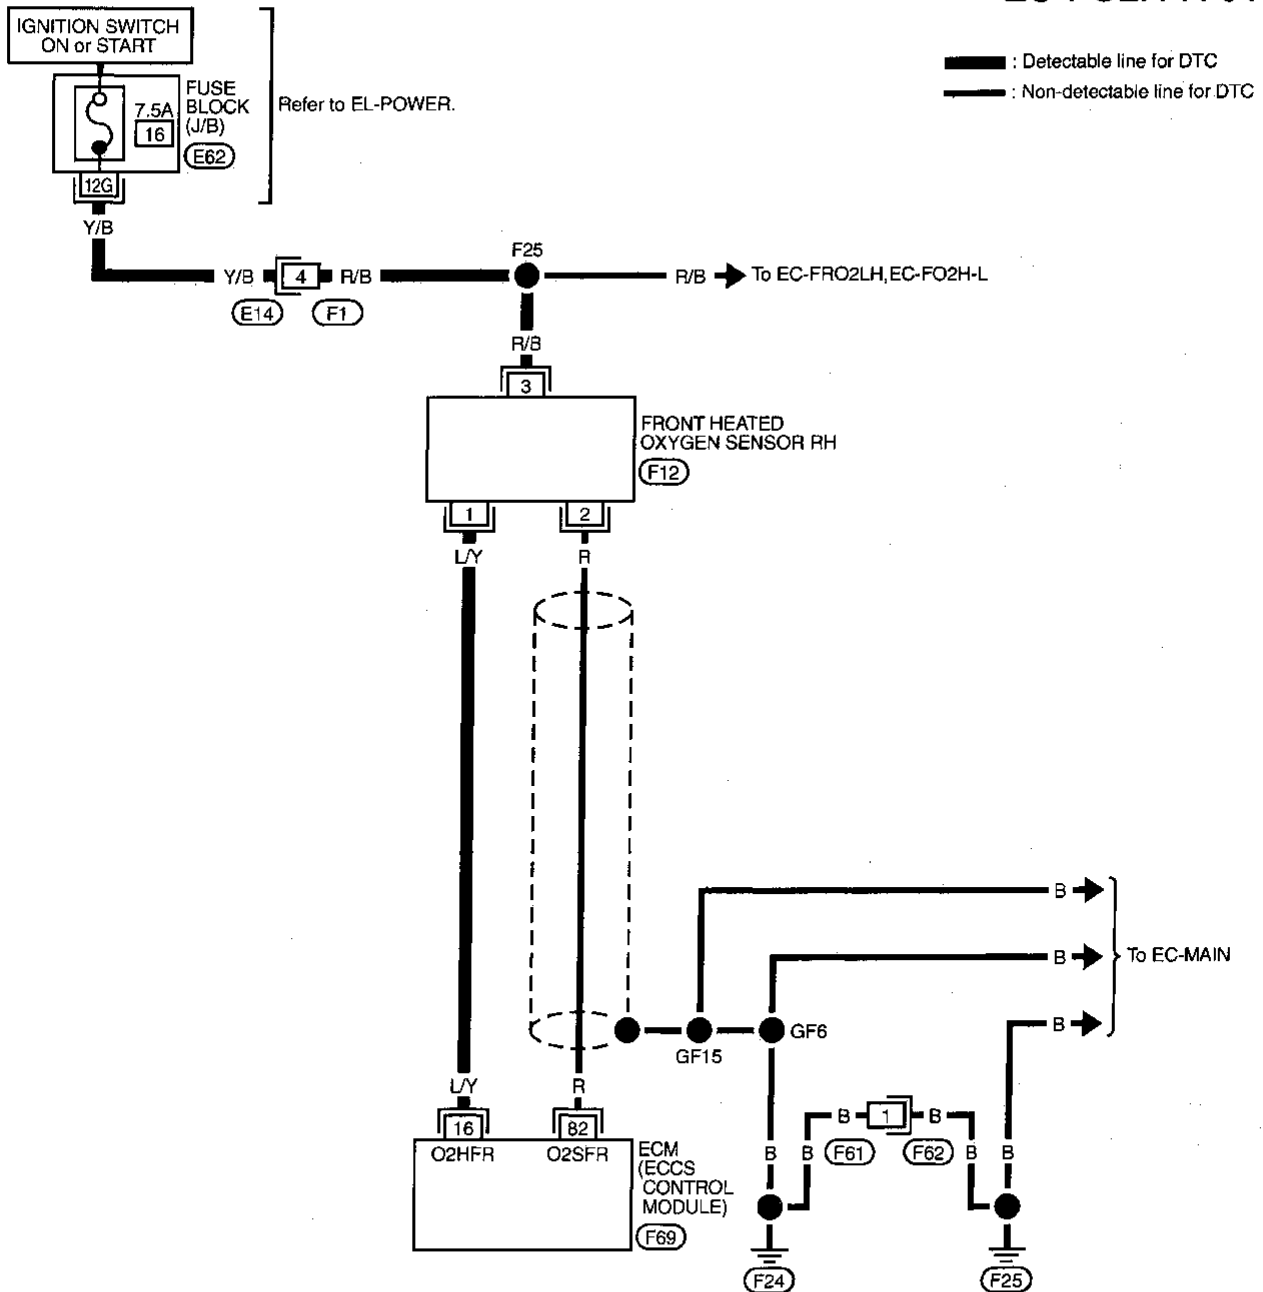 IGNITION SWITCH
ON or START
: Detectable line for DTC
: Non-detectable line for DTC
FUSE
BLOCK
(J/B)
7.5A
16
E62
Refer to EL-POWER.
12G
Y/B
F25
Y/B
4
R/B
R/B
To EC-FRO2LH,EC-FO2H-L
E14
F1
R/B
3
FRONT HEATED
OXYGEN SENSOR RH
F12
1
2
L/Y
R
B
B
To EC-MAIN
B
GF6
GF15
L/Y
R
16
82
O2HFR
O2SFR
ECM
(ECCS
CONTROL
MODULE)
F69
B
1
B
F61
F62
B
B
B
B
F24
F25